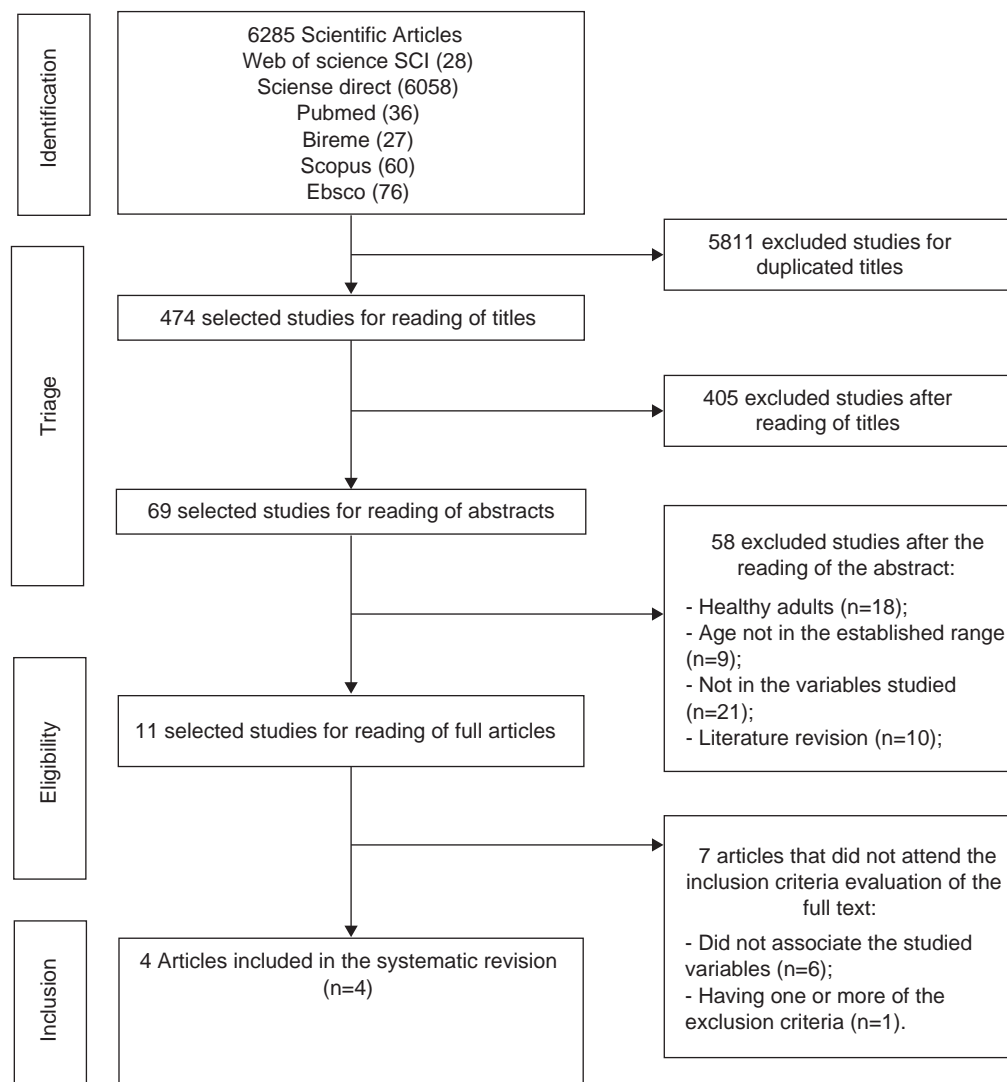 Identification
6285 Scientific Articles
Web of science SCI (28)
Sciense direct (6058)
Pubmed (36)
Bireme (27)
Scopus (60)
Ebsco (76)
5811 excluded studies for
duplicated titles
Triage
474 selected studies for reading of titles
405 excluded studies after
reading of titles
69 selected studies for reading of abstracts
58 excluded studies after the
reading of the abstract:
- Healthy adults (n=18);
- Age not in the established range
(n=9);
- Not in the variables studied
(n=21);
- Literature revision (n=10);
Eligibility
11 selected studies for reading of full articles
7 articles that did not attend the
inclusion criteria evaluation of the
full text:
- Did not associate the studied
variables (n=6);
- Having one or more of the
exclusion criteria (n=1).
Inclusion
4 Articles included in the systematic revision
(n=4)